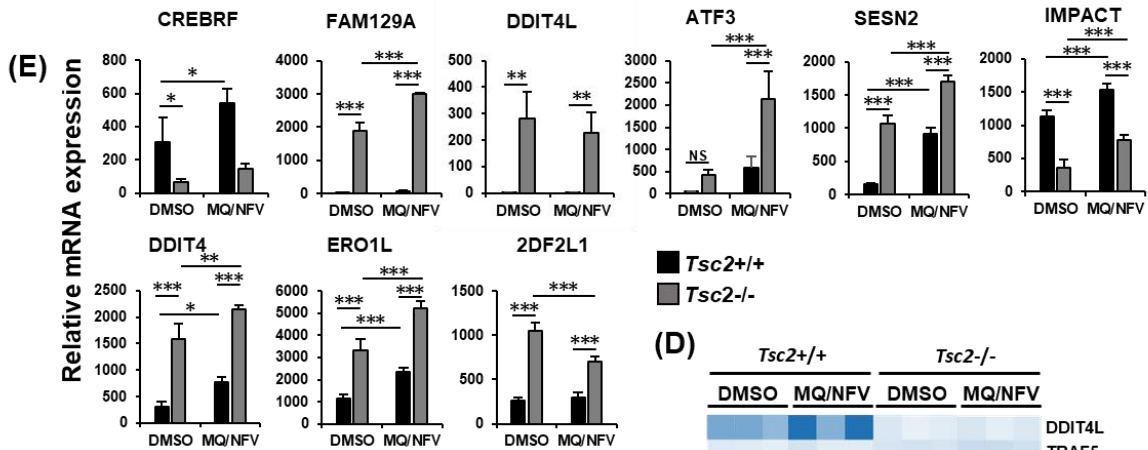 (E)
Relative mRNA expression
CREBRF
800
600
400
200
0
*
*
DMSO MQ/NFV
FAM129A
4000
3000
2000
1000
0
***
***
***
DMSO MQ/NFV
DDIT4L
500
400
300
200
100
0
**
**
DMSO MQ/NFV
ATF3
3000
2500
2000
1500
1000
500
0
***
***
NS
DMSO MQ/NFV
SESN2
2000
1500
1000
500
0
***
***
***
***
DMSO MQ/NFV
IMPACT
2000
1500
1000
500
0
***
***
***
***
DMSO MQ/NFV
DDIT4
2500
2000
1500
1000
500
0
**
***
***
*
DMSO MQ/NFV
ERO1L
6000
5000
4000
3000
2000
1000
0
***
***
***
***
DMSO MQ/NFV
2DF2L1
1500
1000
500
0
***
***
***
DMSO MQ/NFV
Tsc2+/+
Tsc2-/-
(D)
Tsc2+/+ Tsc2-/-
DMSO MQ/NFV DMSO MQ/NFV
DDIT4L